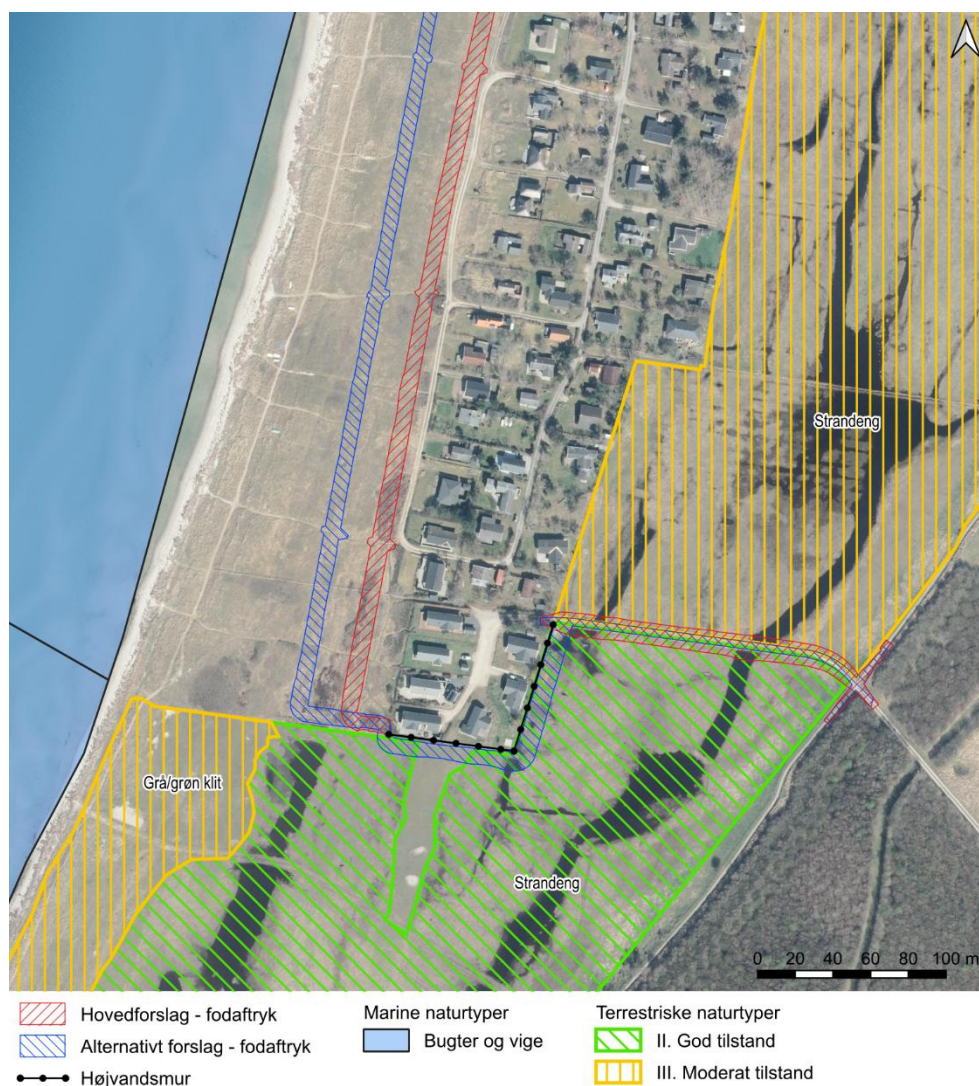 Strandeng
Grå/grøn klit
Strandeng
0 20 40 60 80 100 m
Hovedforslag - fodaftryk
Alternativt forslag - fodaftryk
Højvandsmur
Marine naturtyper
Bugter og vige
Terrestriske naturtyper
II. God tilstand
III. Moderat tilstand